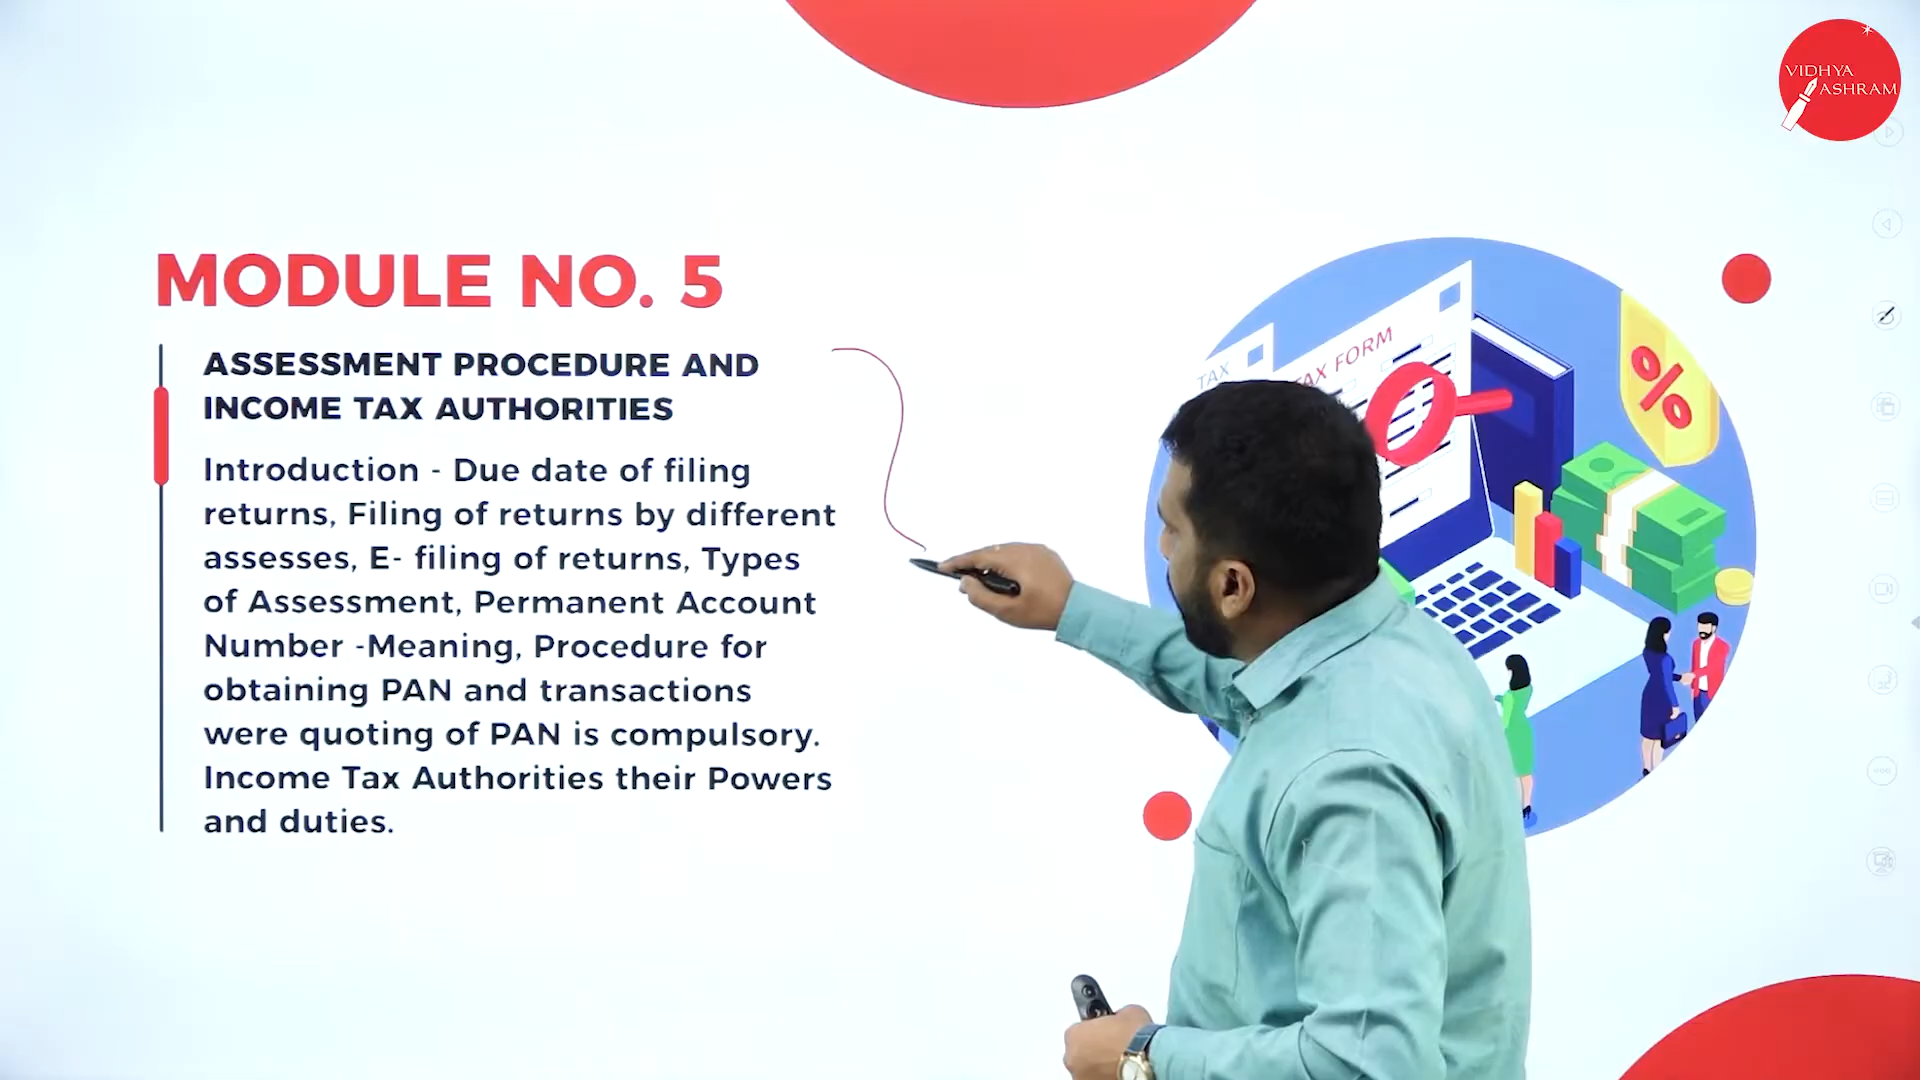 VIDHYA
ASHRAM
MODULE NO. 5
ASSESSMENT PROCEDURE AND
INCOME TAX AUTHORITIES
Introduction - Due date of filing
returns, Filing of returns by different
assesses, E- filing of returns, Types
of Assessment, Permanent Account
Number -Meaning, Procedure for
obtaining PAN and transactions
were quoting of PAN is compulsory.
Income Tax Authorities their Powers
and duties.
TAX
TAX FORM
%